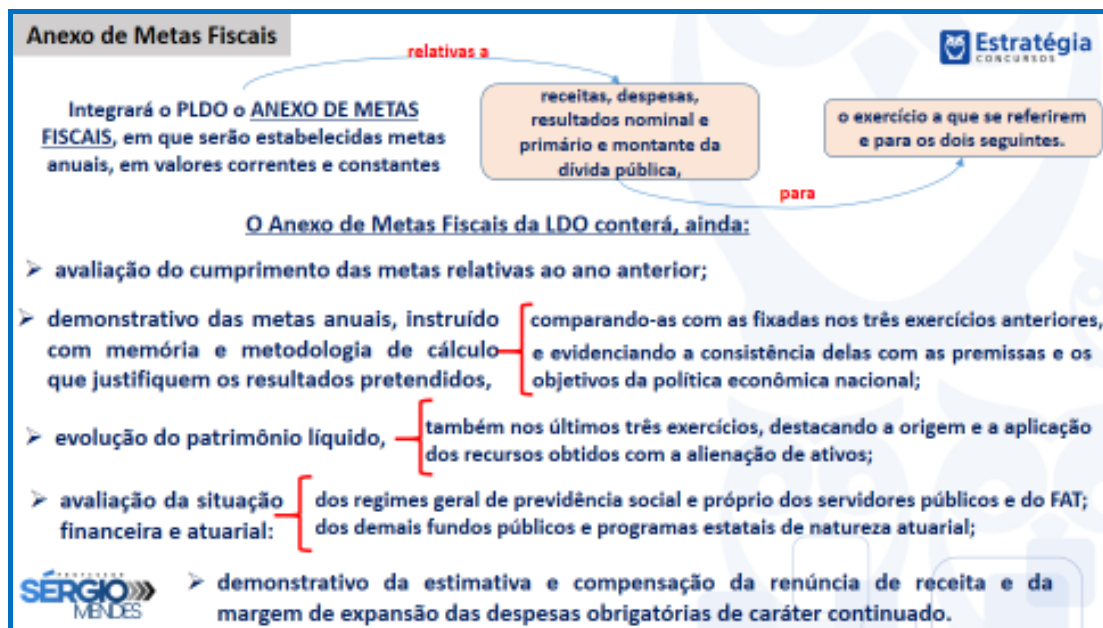 Anexo de Metas Fiscais
Estratégia
CONCURSOS
relativas a
Integrará o PLDO o ANEXO DE METAS
FISCAIS, em que serão estabelecidas metas
anuais, em valores correntes e constantes
receitas, despesas,
resultados nominal e
primário e montante da
dívida pública,
o exercício a que se referirem
e para os dois seguintes.
para
O Anexo de Metas Fiscais da LDO conterá, ainda:
➢ avaliação do cumprimento das metas relativas ao ano anterior;
➢ demonstrativo das metas anuais, instruído
com memória e metodologia de cálculo
que justifiquem os resultados pretendidos,
comparando-as com as fixadas nos três exercícios anteriores,
e evidenciando a consistência delas com as premissas e os
objetivos da política econômica nacional;
➢ evolução do patrimônio líquido,
também nos últimos três exercícios, destacando a origem e a aplicação
dos recursos obtidos com a alienação de ativos;
➢ avaliação da situação
financeira e atuarial:
dos regimes geral de previdência social e próprio dos servidores públicos e do FAT;
dos demais fundos públicos e programas estatais de natureza atuarial;
PROFESSOR
SÉRGIO
MENDES
➢ demonstrativo da estimativa e compensação da renúncia de receita e da
margem de expansão das despesas obrigatórias de caráter continuado.